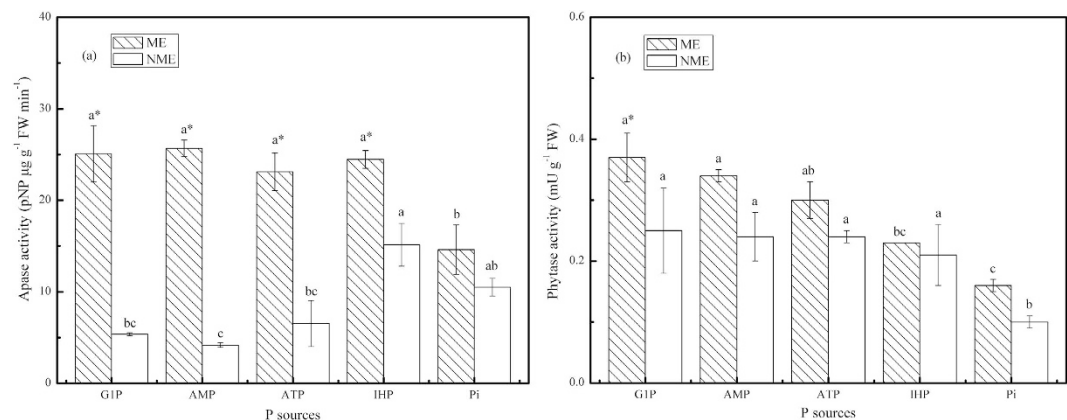 40
30
20
10
0
Apase activity (pNP µg g⁻¹ FW min⁻¹)
(a)
ME
NME
a*
bc
a*
c
a*
bc
a*
a
b
ab
G1P AMP ATP IHP Pi
P sources
0.6
0.4
0.2
0.0
Phytase activity (mU g⁻¹ FW)
(b)
ME
NME
a*
a
a
a
ab
a
bc
a
c
b
G1P AMP ATP IHP Pi
P sources